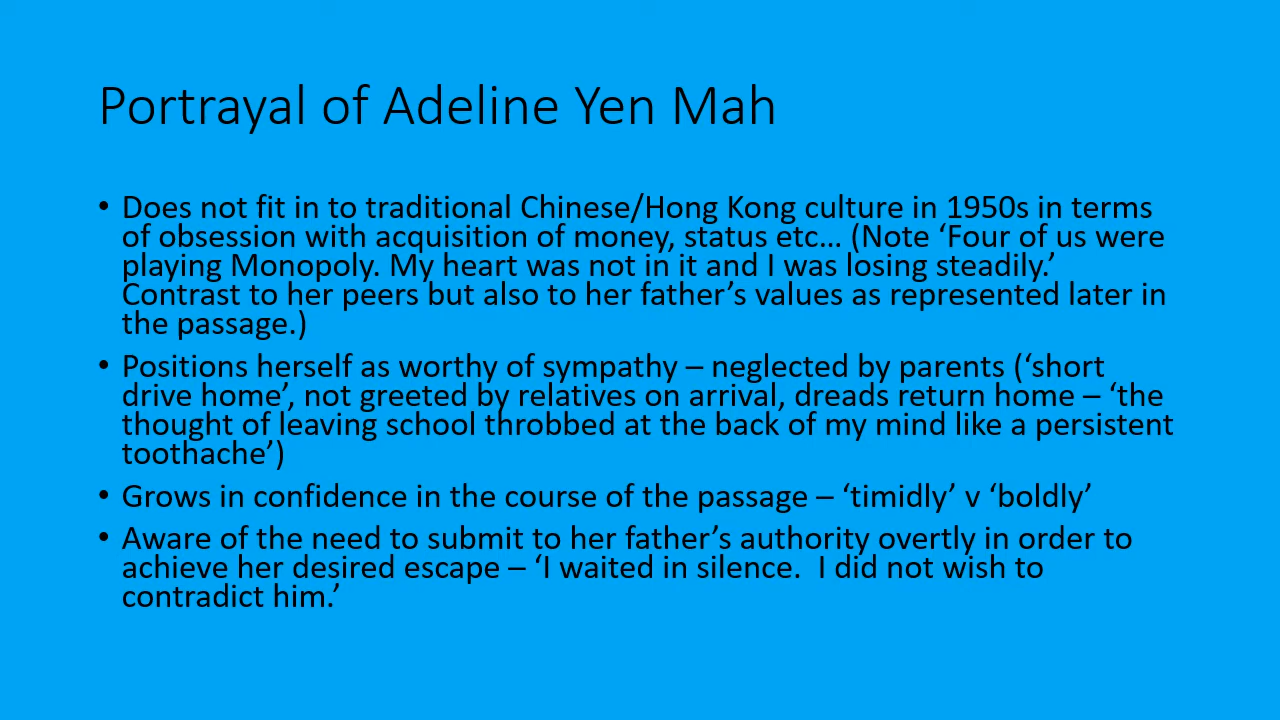 Portrayal of Adeline Yen Mah
• Does not fit in to traditional Chinese/Hong Kong culture in 1950s in terms
of obsession with acquisition of money, status etc… (Note ‘Four of us were
playing Monopoly. My heart was not in it and I was losing steadily.’
Contrast to her peers but also to her father’s values as represented later in
the passage.)
• Positions herself as worthy of sympathy – neglected by parents (‘short
drive home’, not greeted by relatives on arrival, dreads return home – ‘the
thought of leaving school throbbed at the back of my mind like a persistent
toothache’)
• Grows in confidence in the course of the passage – ‘timidly’ v ‘boldly’
• Aware of the need to submit to her father’s authority overtly in order to
achieve her desired escape – ‘I waited in silence.  I did not wish to
contradict him.’